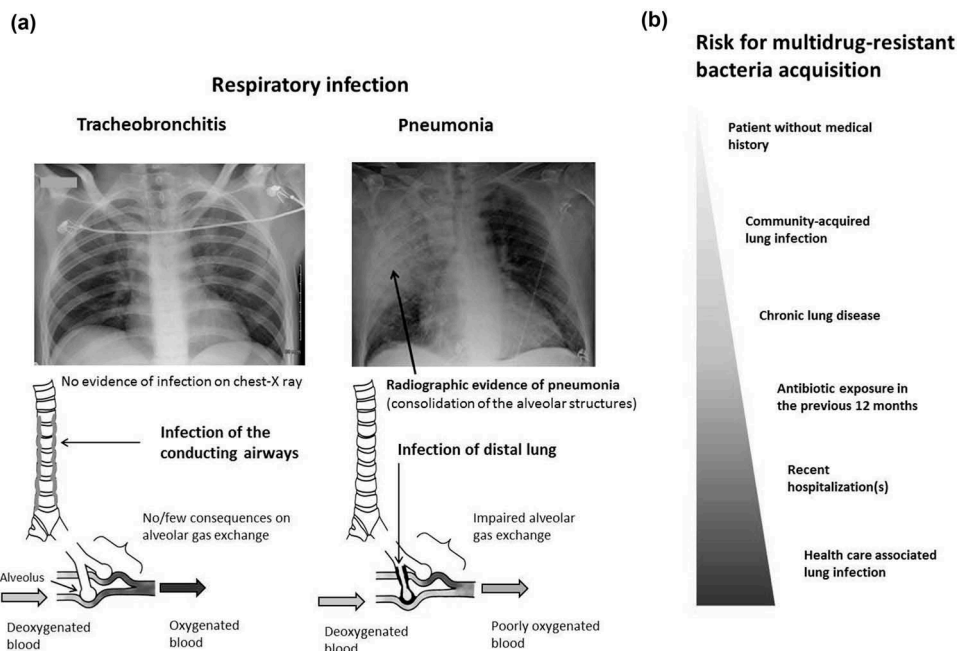 (a)
Respiratory infection
Tracheobronchitis
Pneumonia
No evidence of infection on chest-X ray
Radiographic evidence of pneumonia
(consolidation of the alveolar structures)
Infection of the
conducting airways
Infection of distal lung
No/few consequences on
alveolar gas exchange
Impaired alveolar
gas exchange
Alveolus
Deoxygenated
blood
Oxygenated
blood
Deoxygenated
blood
Poorly oxygenated
blood
(b)
Risk for multidrug-resistant
bacteria acquisition
Patient without medical
history
Community-acquired
lung infection
Chronic lung disease
Antibiotic exposure in
the previous 12 months
Recent
hospitalization(s)
Health care associated
lung infection